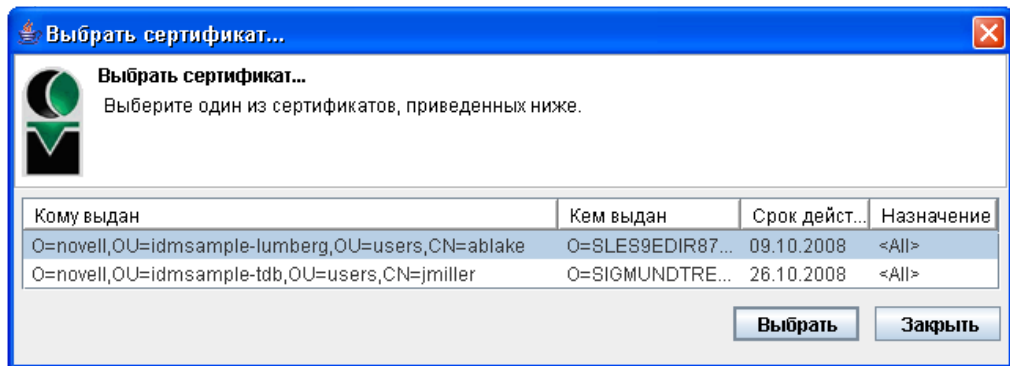 Выбрать сертификат...
Выбрать сертификат...
Выберите один из сертификатов, приведенных ниже.
Кому выдан Кем выдан Срок дейст... Назначение
O=novell,OU=idmsample-lumberg,OU=users,CN=ablake O=SLES9EDIR87... 09.10.2008 <All>
O=novell,OU=idmsample-tdb,OU=users,CN=jmiller O=SIGMUNDTRE... 26.10.2008 <All>
Выбрать Закрыть